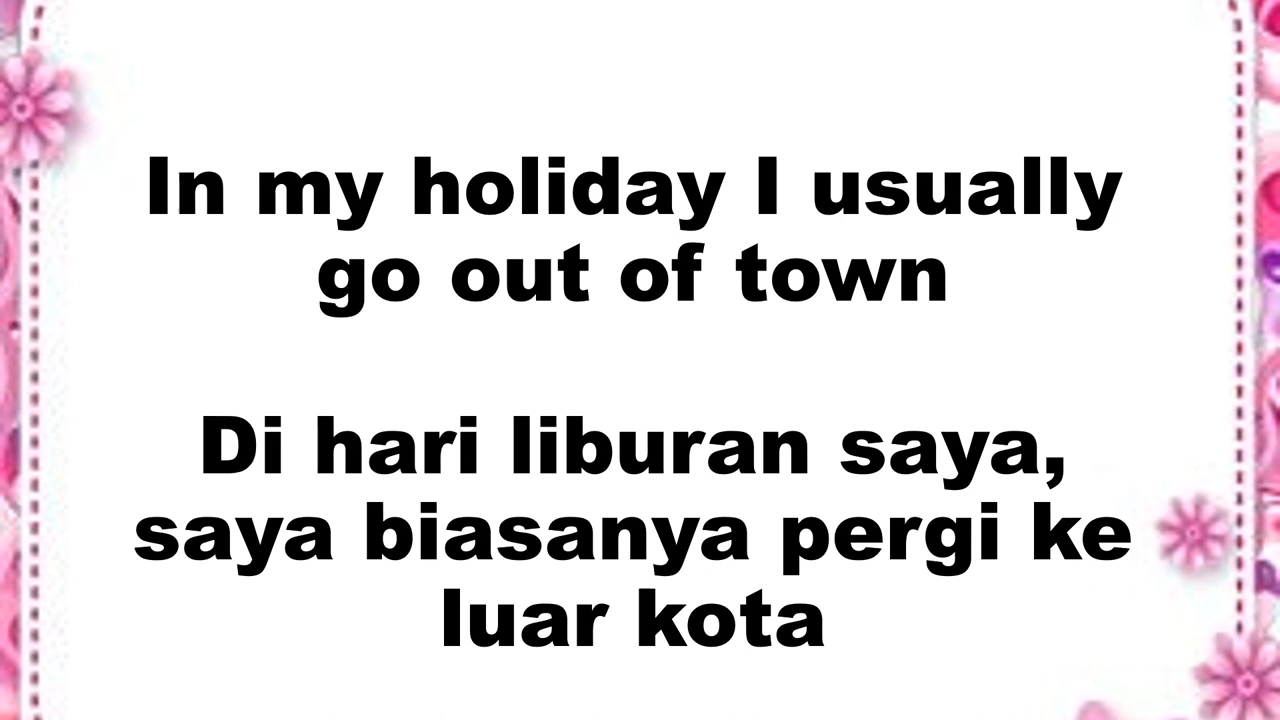 In my holiday I usually
go out of town
Di hari liburan saya,
saya biasanya pergi ke
luar kota